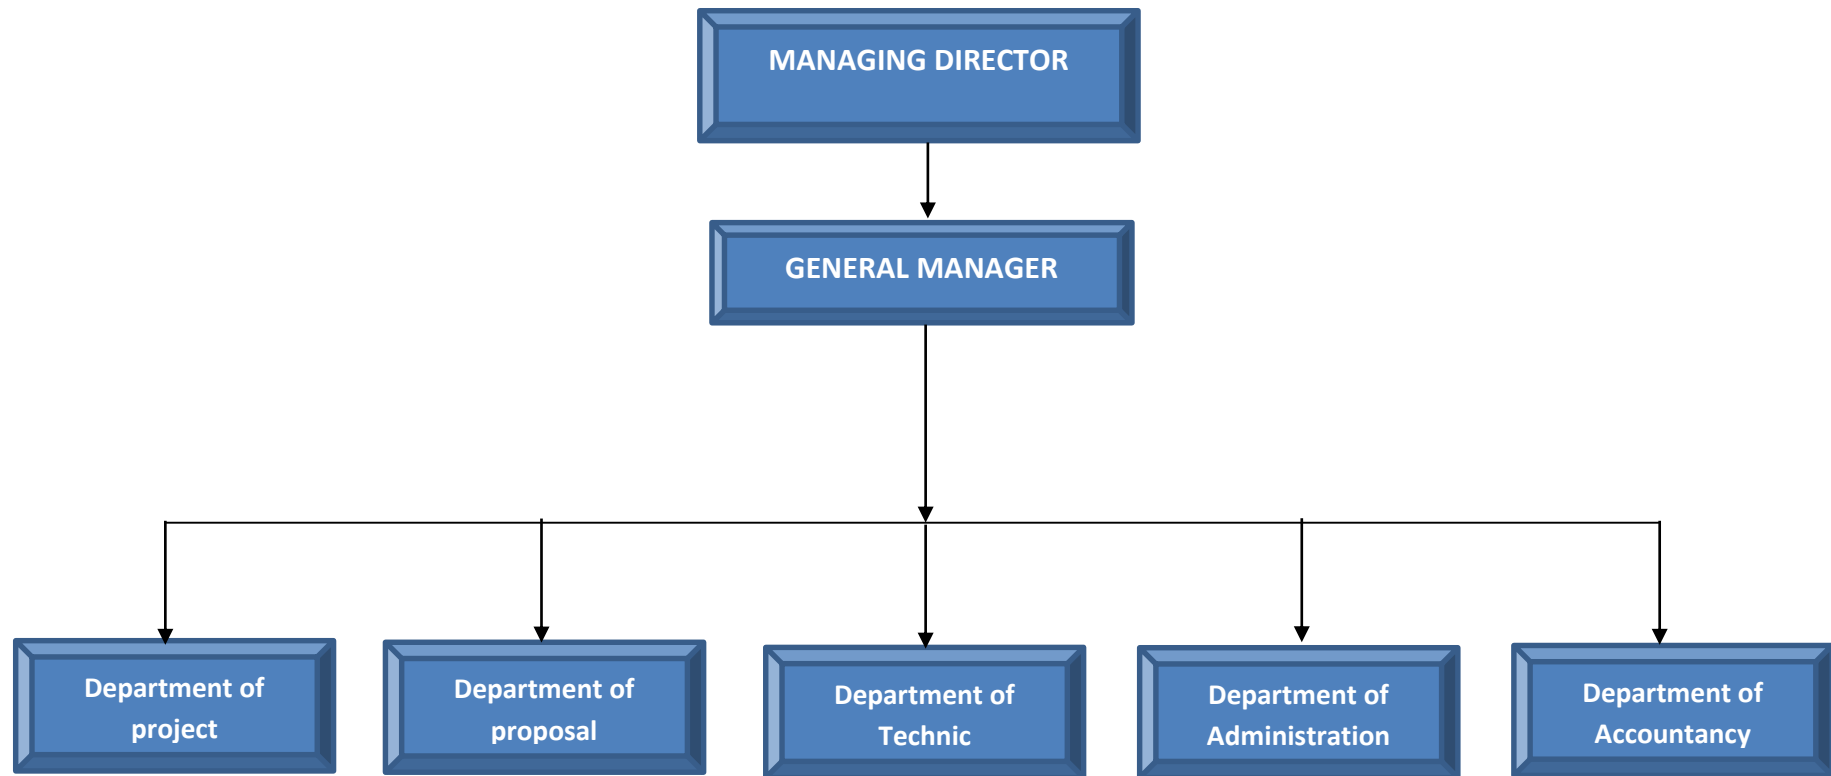 MANAGING DIRECTOR
GENERAL MANAGER
Department of
project
Department of
proposal
Department of
Technic
Department of
Administration
Department of
Accountancy